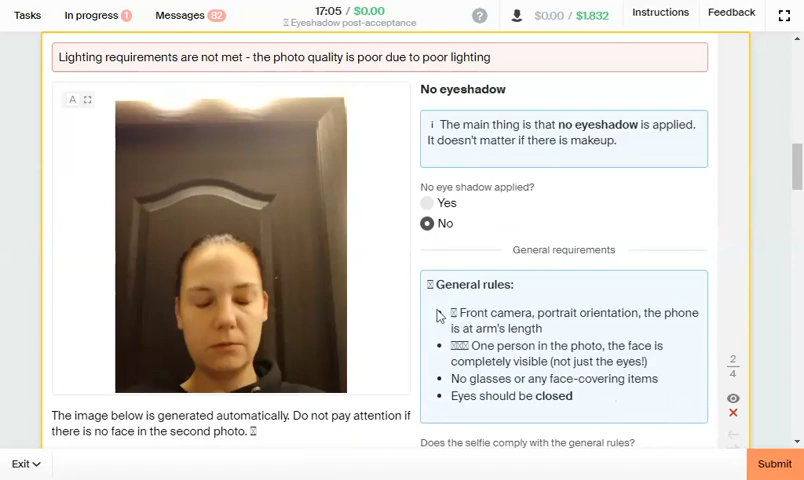 Tasks
In progress 1
Messages 82
17:05 / $0.00
Eyeshadow post-acceptance
?
$0.00 / $1.832
Instructions
Feedback
Lighting requirements are not met - the photo quality is poor due to poor lighting
A
No eyeshadow
i The main thing is that no eyeshadow is applied.
It doesn't matter if there is makeup.
No eye shadow applied?
Yes
No
General requirements
General rules:
Front camera, portrait orientation, the phone
is at arm's length
• One person in the photo, the face is
completely visible (not just the eyes!)
• No glasses or any face-covering items
• Eyes should be closed
Does the selfie comply with the general rules?
The image below is generated automatically. Do not pay attention if
there is no face in the second photo.
2
4
Exit
Submit